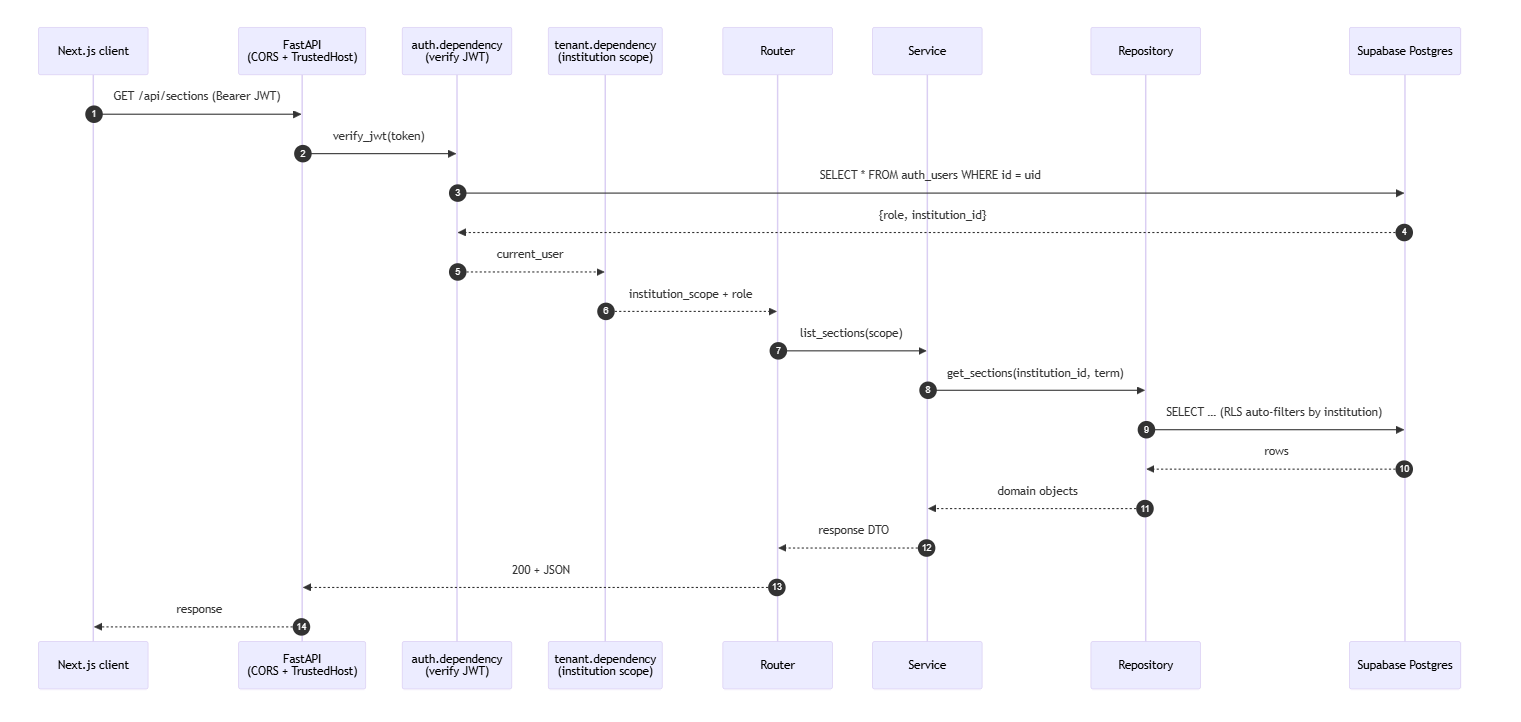 Next.js client
FastAPI
(CORS + TrustedHost)
auth.dependency
(verify JWT)
tenant.dependency
(institution scope)
Router
Service
Repository
Supabase Postgres
GET /api/sections (Bearer JWT)
1
verify_jwt(token)
2
SELECT * FROM auth_users WHERE id = uid
3
{role, institution_id}
4
current_user
5
institution_scope + role
6
list_sections(scope)
7
get_sections(institution_id, term)
8
SELECT ... (RLS auto-filters by institution)
9
rows
10
domain objects
11
response DTO
12
200 + JSON
13
response
14
Next.js client
FastAPI
(CORS + TrustedHost)
auth.dependency
(verify JWT)
tenant.dependency
(institution scope)
Router
Service
Repository
Supabase Postgres